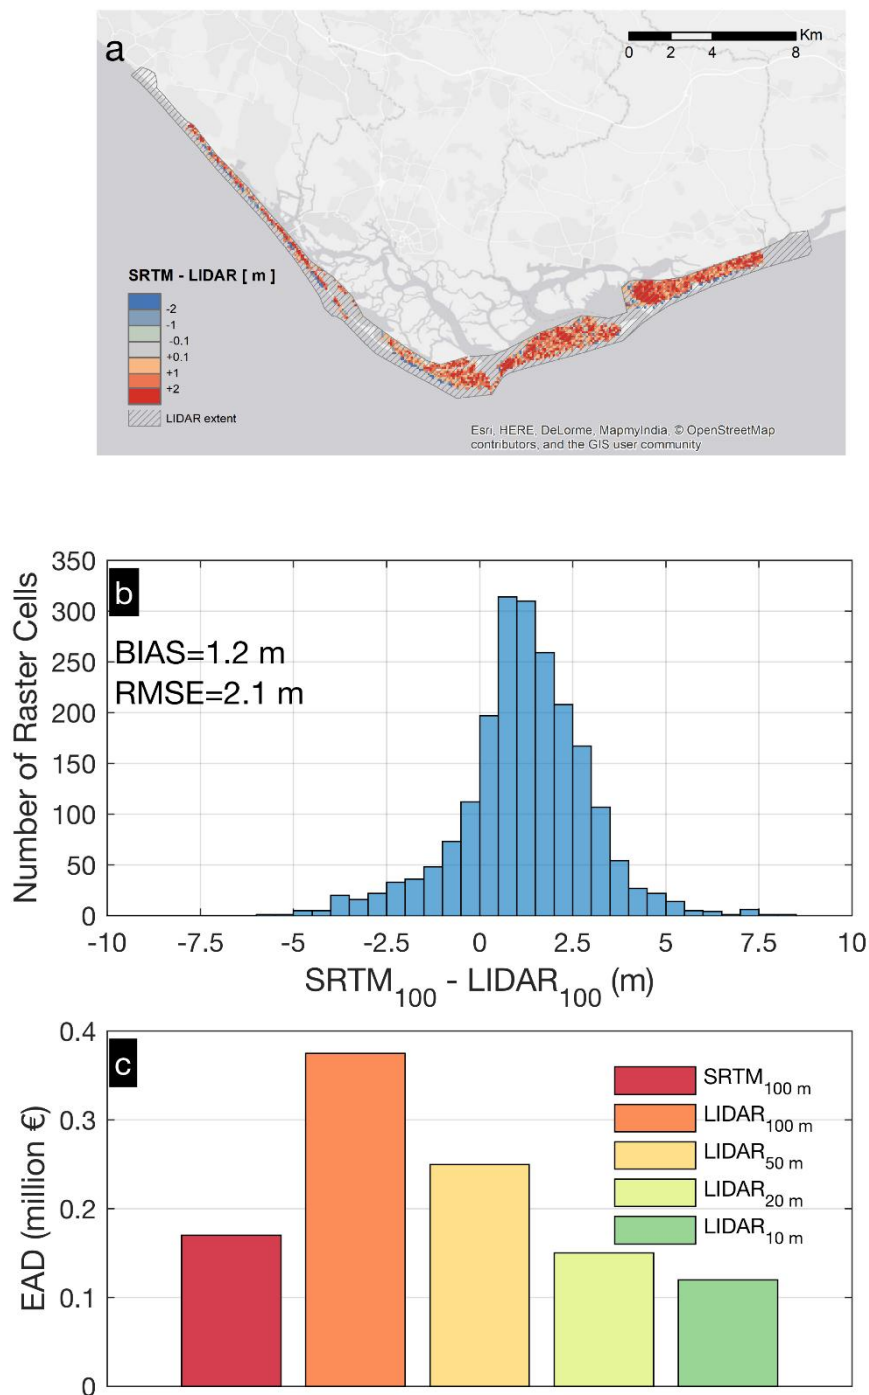 a
Km
0 2 4 8
SRTM - LIDAR [ m ]
-2
-1
-0.1
+0.1
+1
+2
LIDAR extent
Esri, HERE, DeLorme, MapmyIndia, © OpenStreetMap
contributors, and the GIS user community
b
BIAS=1.2 m
RMSE=2.1 m
Number of Raster Cells
350
300
250
200
150
100
50
0
-10 -7.5 -5 -2.5 0 2.5 5 7.5 10
SRTM100 - LIDAR100 (m)
c
EAD (million €)
0.4
0.3
0.2
0.1
0
SRTM100 m
LIDAR100 m
LIDAR50 m
LIDAR20 m
LIDAR10 m